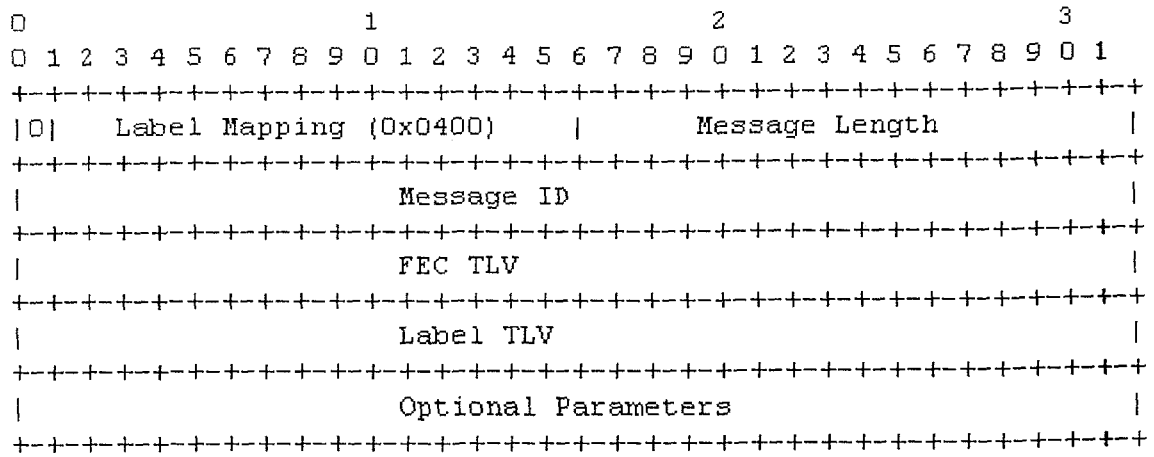 0                   1                   2                   3
0 1 2 3 4 5 6 7 8 9 0 1 2 3 4 5 6 7 8 9 0 1 2 3 4 5 6 7 8 9 0 1
+-+-+-+-+-+-+-+-+-+-+-+-+-+-+-+-+-+-+-+-+-+-+-+-+-+-+-+-+-+-+-+-+
|0|   Label Mapping (0x0400)    |       Message Length          |
+-+-+-+-+-+-+-+-+-+-+-+-+-+-+-+-+-+-+-+-+-+-+-+-+-+-+-+-+-+-+-+-+
|                     Message ID                                |
+-+-+-+-+-+-+-+-+-+-+-+-+-+-+-+-+-+-+-+-+-+-+-+-+-+-+-+-+-+-+-+-+
|                     FEC TLV                                   |
+-+-+-+-+-+-+-+-+-+-+-+-+-+-+-+-+-+-+-+-+-+-+-+-+-+-+-+-+-+-+-+-+
|                     Label TLV                                 |
+-+-+-+-+-+-+-+-+-+-+-+-+-+-+-+-+-+-+-+-+-+-+-+-+-+-+-+-+-+-+-+-+
|                     Optional Parameters                       |
+-+-+-+-+-+-+-+-+-+-+-+-+-+-+-+-+-+-+-+-+-+-+-+-+-+-+-+-+-+-+-+-+